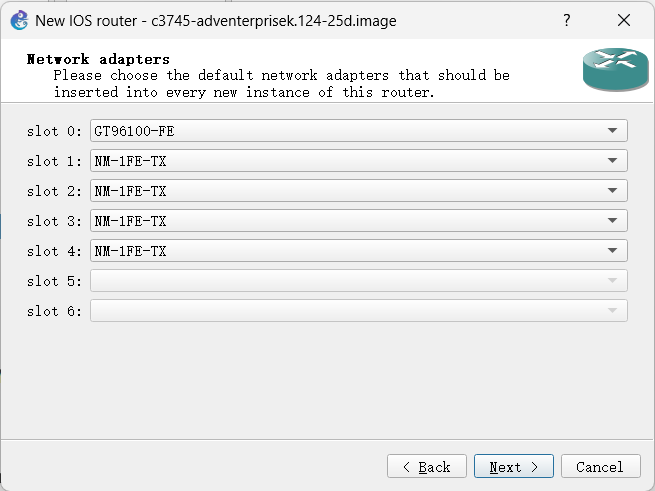 New IOS router - c3745-adventerprisek.124-25d.image ?
Network adapters
Please choose the default network adapters that should be
inserted into every new instance of this router.
slot 0: GT96100-FE
slot 1: NM-1FE-TX
slot 2: NM-1FE-TX
slot 3: NM-1FE-TX
slot 4: NM-1FE-TX
slot 5:
slot 6:
< Back Next > Cancel